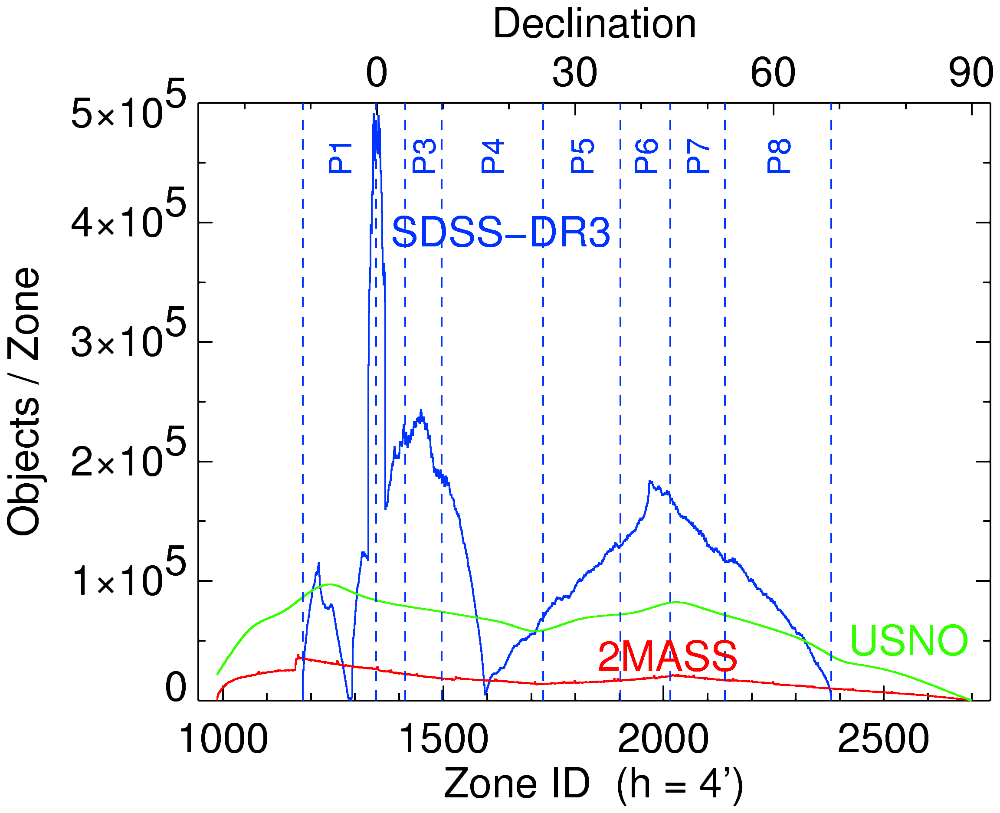 Declination
0 30 60 90
5×10^5
4×10^5
3×10^5
2×10^5
1×10^5
0
Objects / Zone
P1 P3 P4 P5 P6 P7 P8
SDSS−DR3
2MASS
USNO
1000 1500 2000 2500
Zone ID (h = 4’)